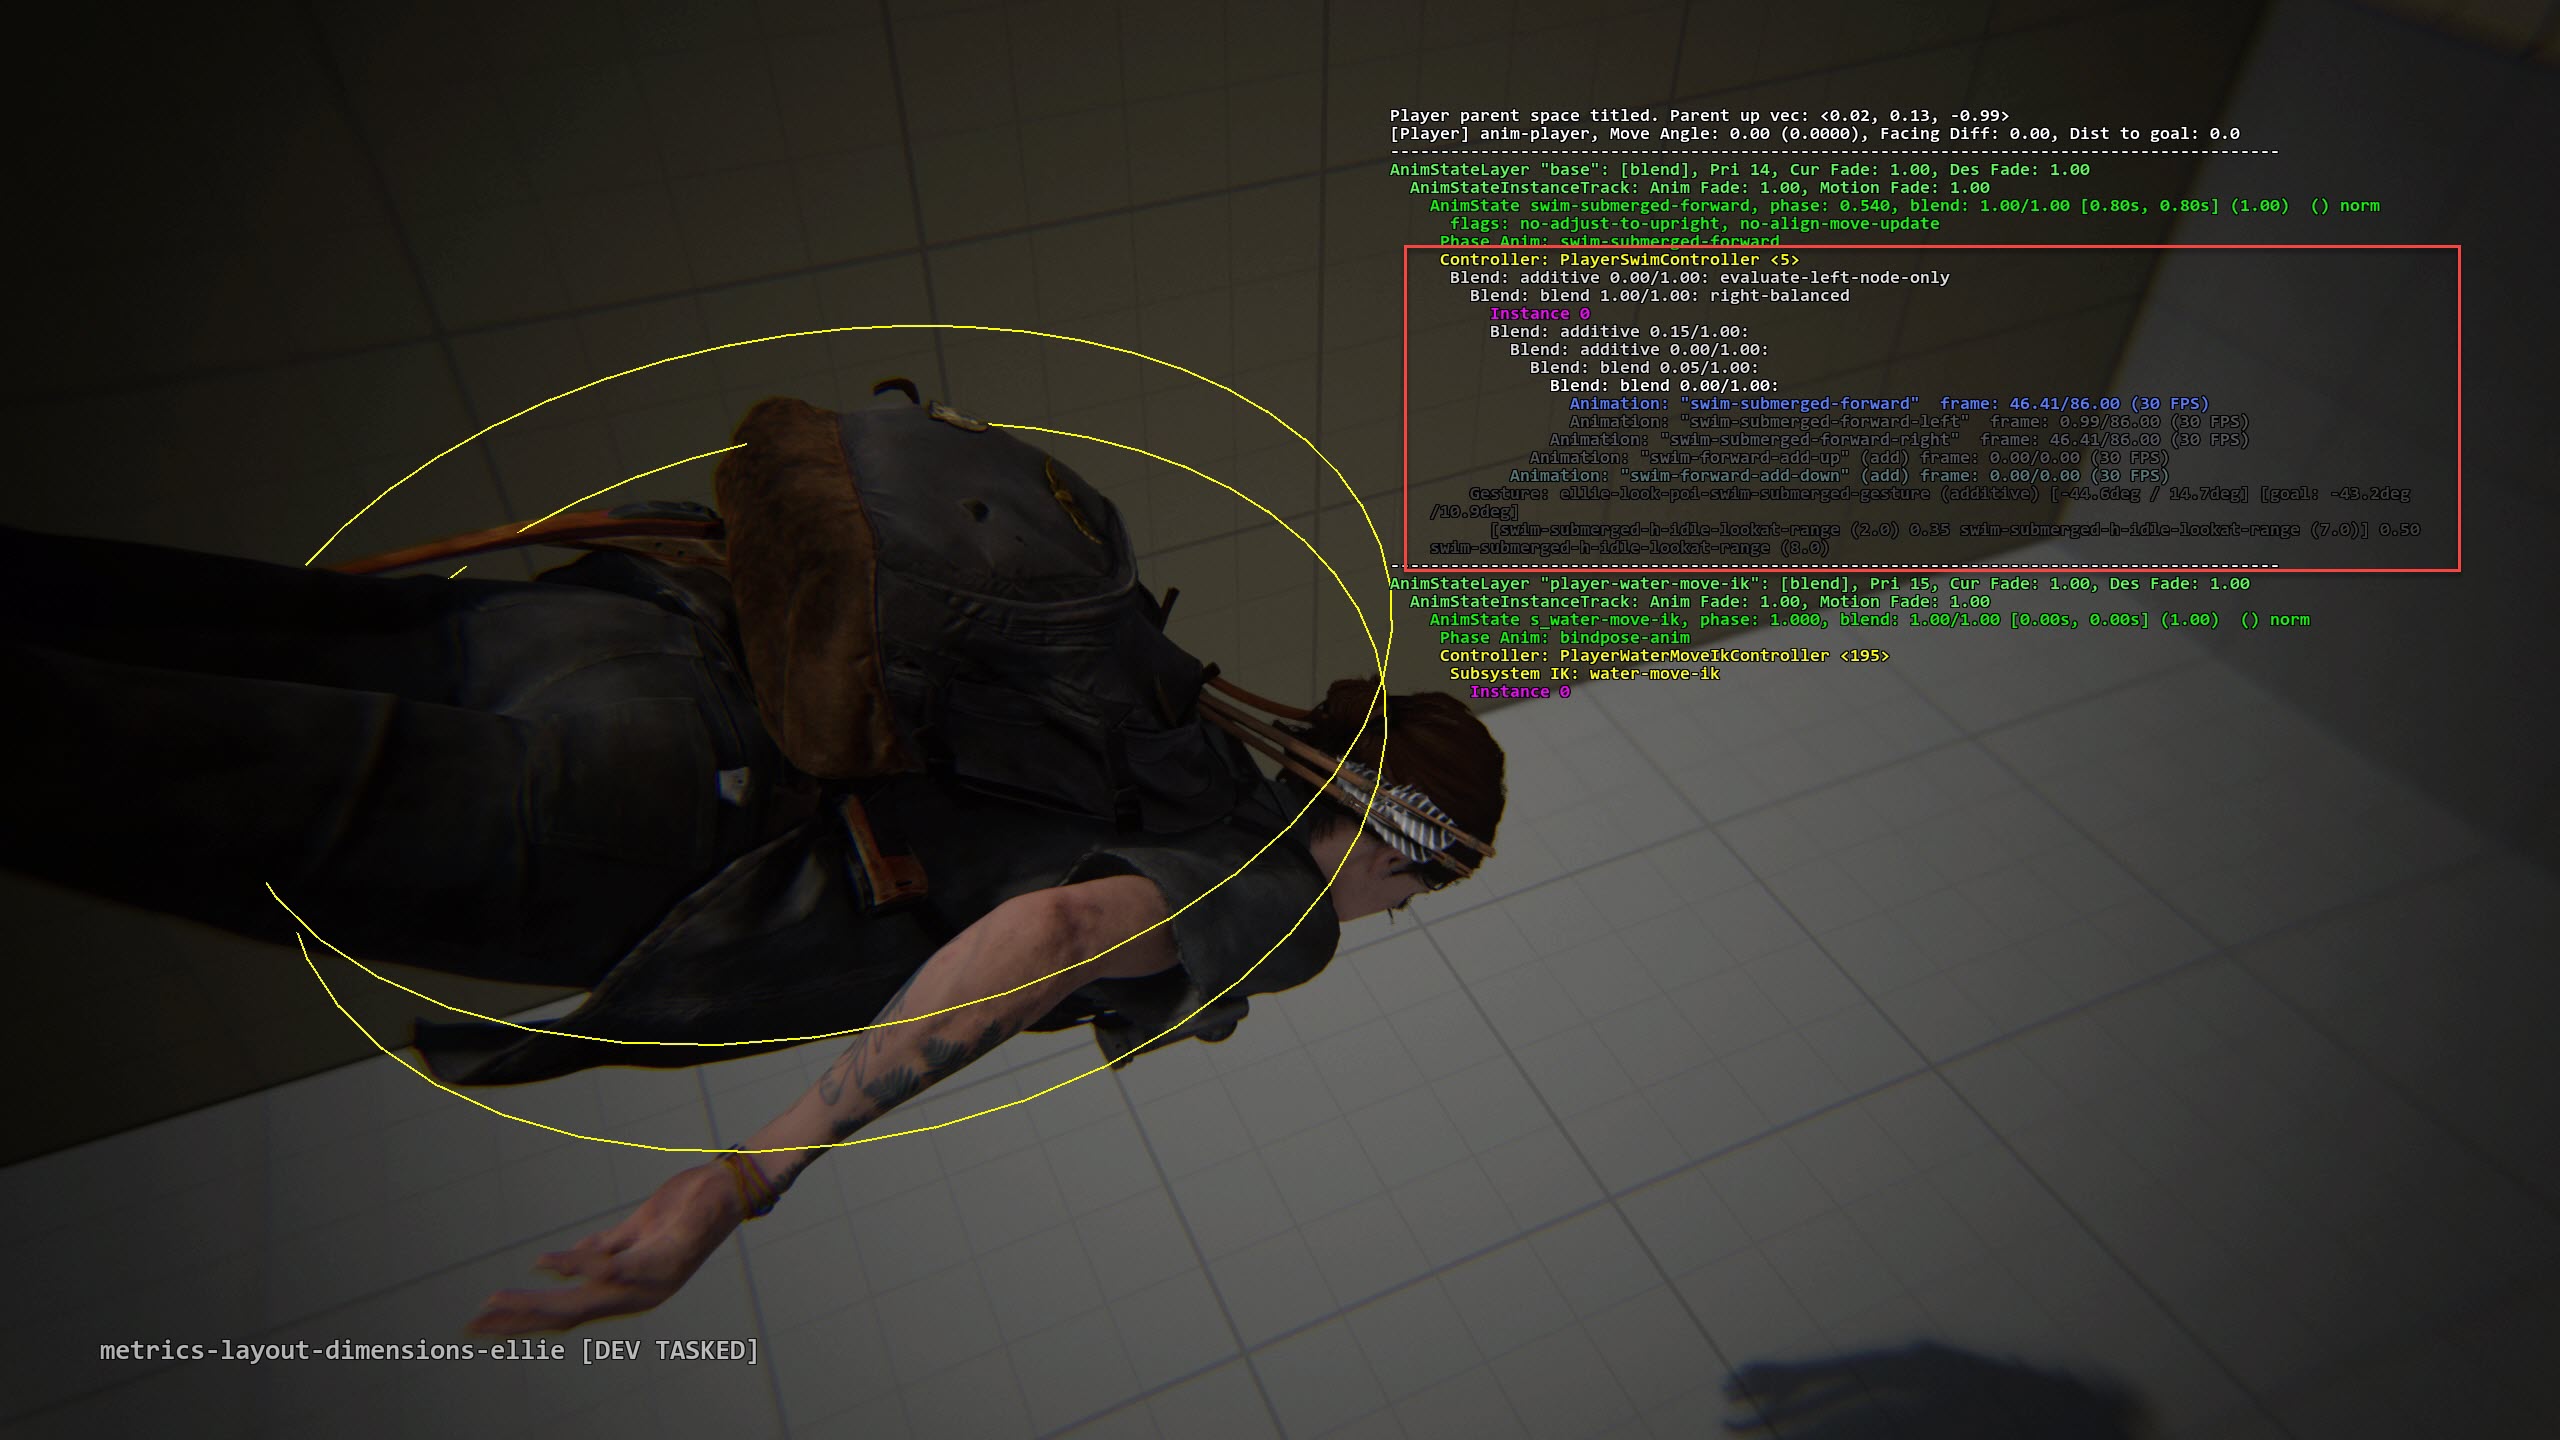 Player parent space titled. Parent up vec: <0.02, 0.13, -0.99>
[Player] anim-player, Move Angle: 0.00 (0.0000), Facing Diff: 0.00, Dist to goal: 0.0
-----------------------------------------------------------------------------------------
AnimStateLayer "base": [blend], Pri 14, Cur Fade: 1.00, Des Fade: 1.00
AnimStateInstanceTrack: Anim Fade: 1.00, Motion Fade: 1.00
AnimState swim-submerged-forward, phase: 0.540, blend: 1.00/1.00 [0.80s, 0.80s] (1.00)  () norm
flags: no-adjust-to-upright, no-align-move-update
Phase Anim: swim-submerged-forward
Controller: PlayerSwimController <5>
Blend: additive 0.00/1.00: evaluate-left-node-only
Blend: blend 1.00/1.00: right-balanced
Instance 0
Blend: additive 0.15/1.00:
Blend: additive 0.00/1.00:
Blend: blend 0.05/1.00:
Blend: blend 0.00/1.00:
Animation: "swim-submerged-forward"  frame: 46.41/86.00 (30 FPS)
Animation: "swim-submerged-forward-left"  frame: 0.99/86.00 (30 FPS)
Animation: "swim-submerged-forward-right"  frame: 46.41/86.00 (30 FPS)
Animation: "swim-forward-add-up" (add) frame: 0.00/0.00 (30 FPS)
Animation: "swim-forward-add-down" (add) frame: 0.00/0.00 (30 FPS)
Gesture: ellie-look-poi-swim-submerged-gesture (additive) [-44.6deg / 14.7deg] [goal: -43.2deg
/10.9deg]
[swim-submerged-h-idle-lookat-range (2.0) 0.35 swim-submerged-h-idle-lookat-range (7.0)] 0.50
swim-submerged-h-idle-lookat-range (8.0)
-----------------------------------------------------------------------------------------
AnimStateLayer "player-water-move-ik": [blend], Pri 15, Cur Fade: 1.00, Des Fade: 1.00
AnimStateInstanceTrack: Anim Fade: 1.00, Motion Fade: 1.00
AnimState s_water-move-ik, phase: 1.000, blend: 1.00/1.00 [0.00s, 0.00s] (1.00)  () norm
Phase Anim: bindpose-anim
Controller: PlayerWaterMoveIkController <195>
Subsystem IK: water-move-ik
Instance 0
metrics-layout-dimensions-ellie [DEV TASKED]